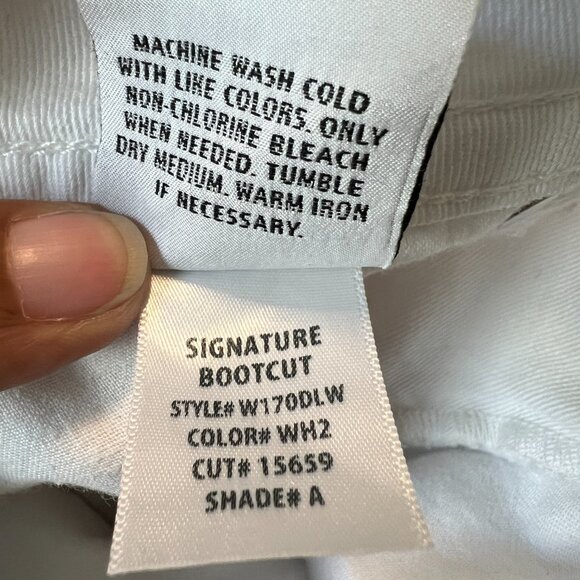 MACHINE WASH COLD
WITH LIKE COLORS. ONLY
NON-CHLORINE BLEACH
WHEN NEEDED. TUMBLE
DRY MEDIUM. WARM IRON
IF NECESSARY.
SIGNATURE
BOOTCUT
STYLE# W170DLW
COLOR# WH2
CUT# 15659
SHADE# A